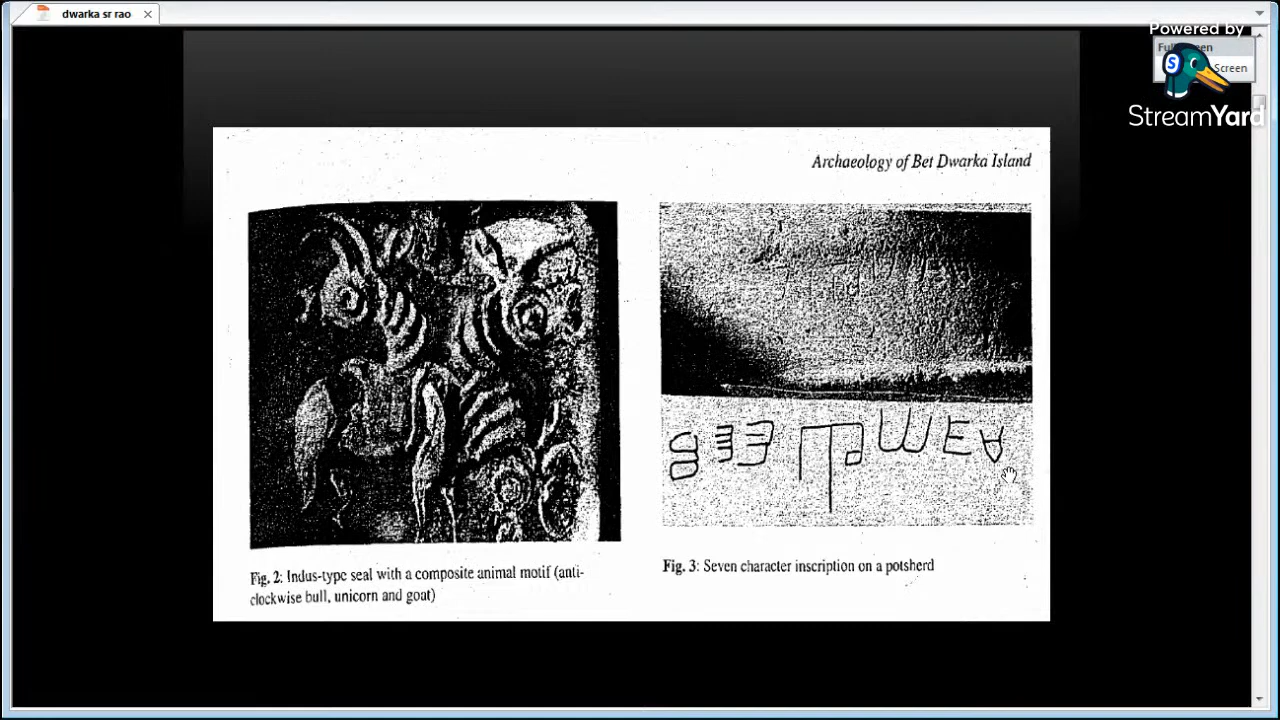 dwarka sr rao
Powered by
Screen
StreamYard
Archaeology of Bet Dwarka Island
Fig. 2: Indus-type seal with a composite animal motif (anti-
clockwise bull, unicorn and goat)
Fig. 3: Seven character inscription on a potsherd